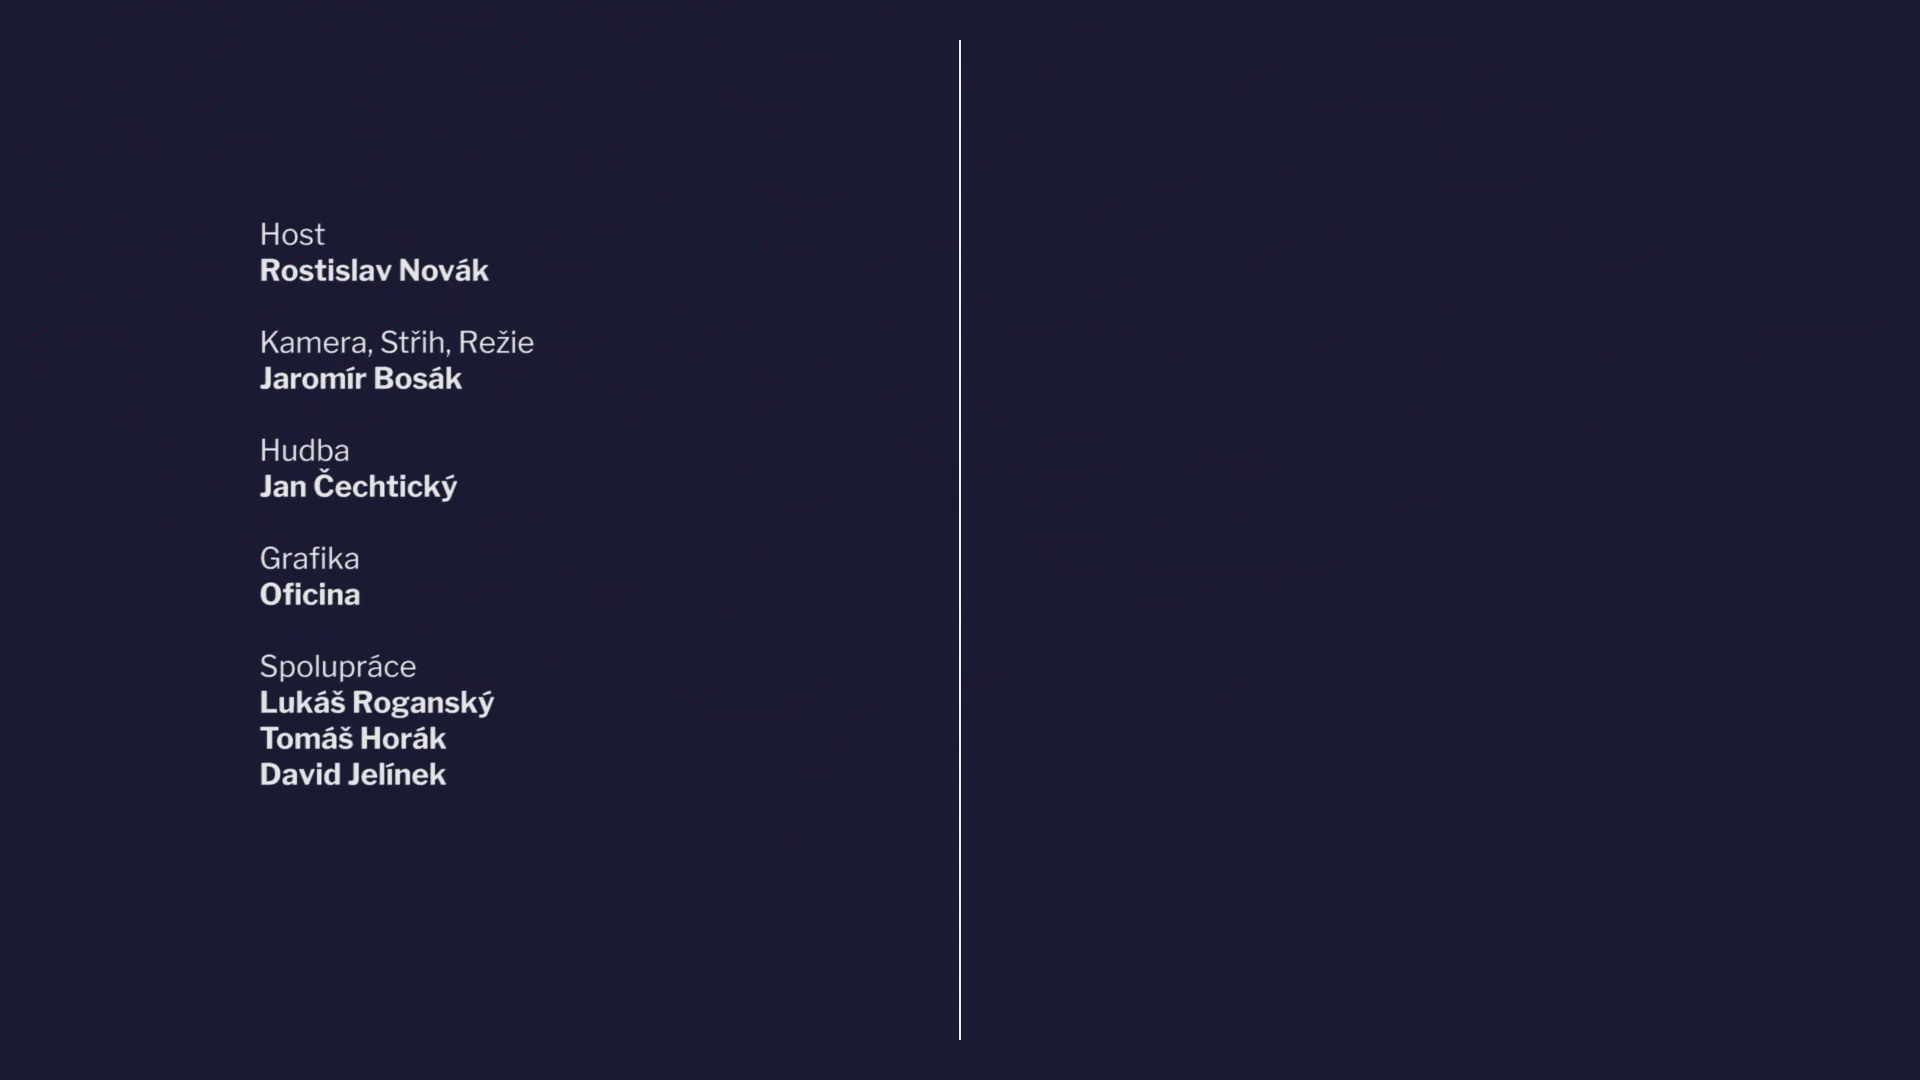 Host
Rostislav Novák
Kamera, Střih, Režie
Jaromír Bosák
Hudba
Jan Čechtický
Grafika
Oficina
Spolupráce
Lukáš Roganský
Tomáš Horák
David Jelínek